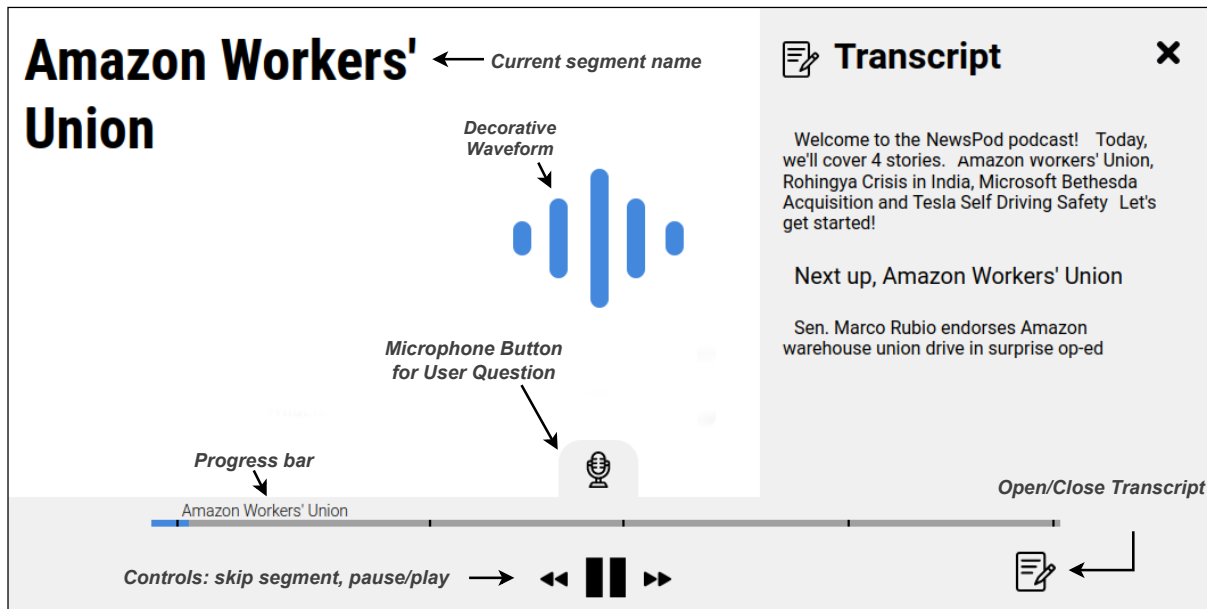 Amazon Workers'
Union
Current segment name
Decorative
Waveform
Microphone Button
for User Question
Transcript
Welcome to the NewsPod podcast! Today,
we'll cover 4 stories. Amazon Workers' Union,
Rohingya Crisis in India, Microsoft Bethesda
Acquisition and Tesla Self Driving Safety Let's
get started!
Next up, Amazon Workers' Union
Sen. Marco Rubio endorses Amazon
warehouse union drive in surprise op-ed
Progress bar
Amazon Workers' Union
Open/Close Transcript
Controls: skip segment, pause/play